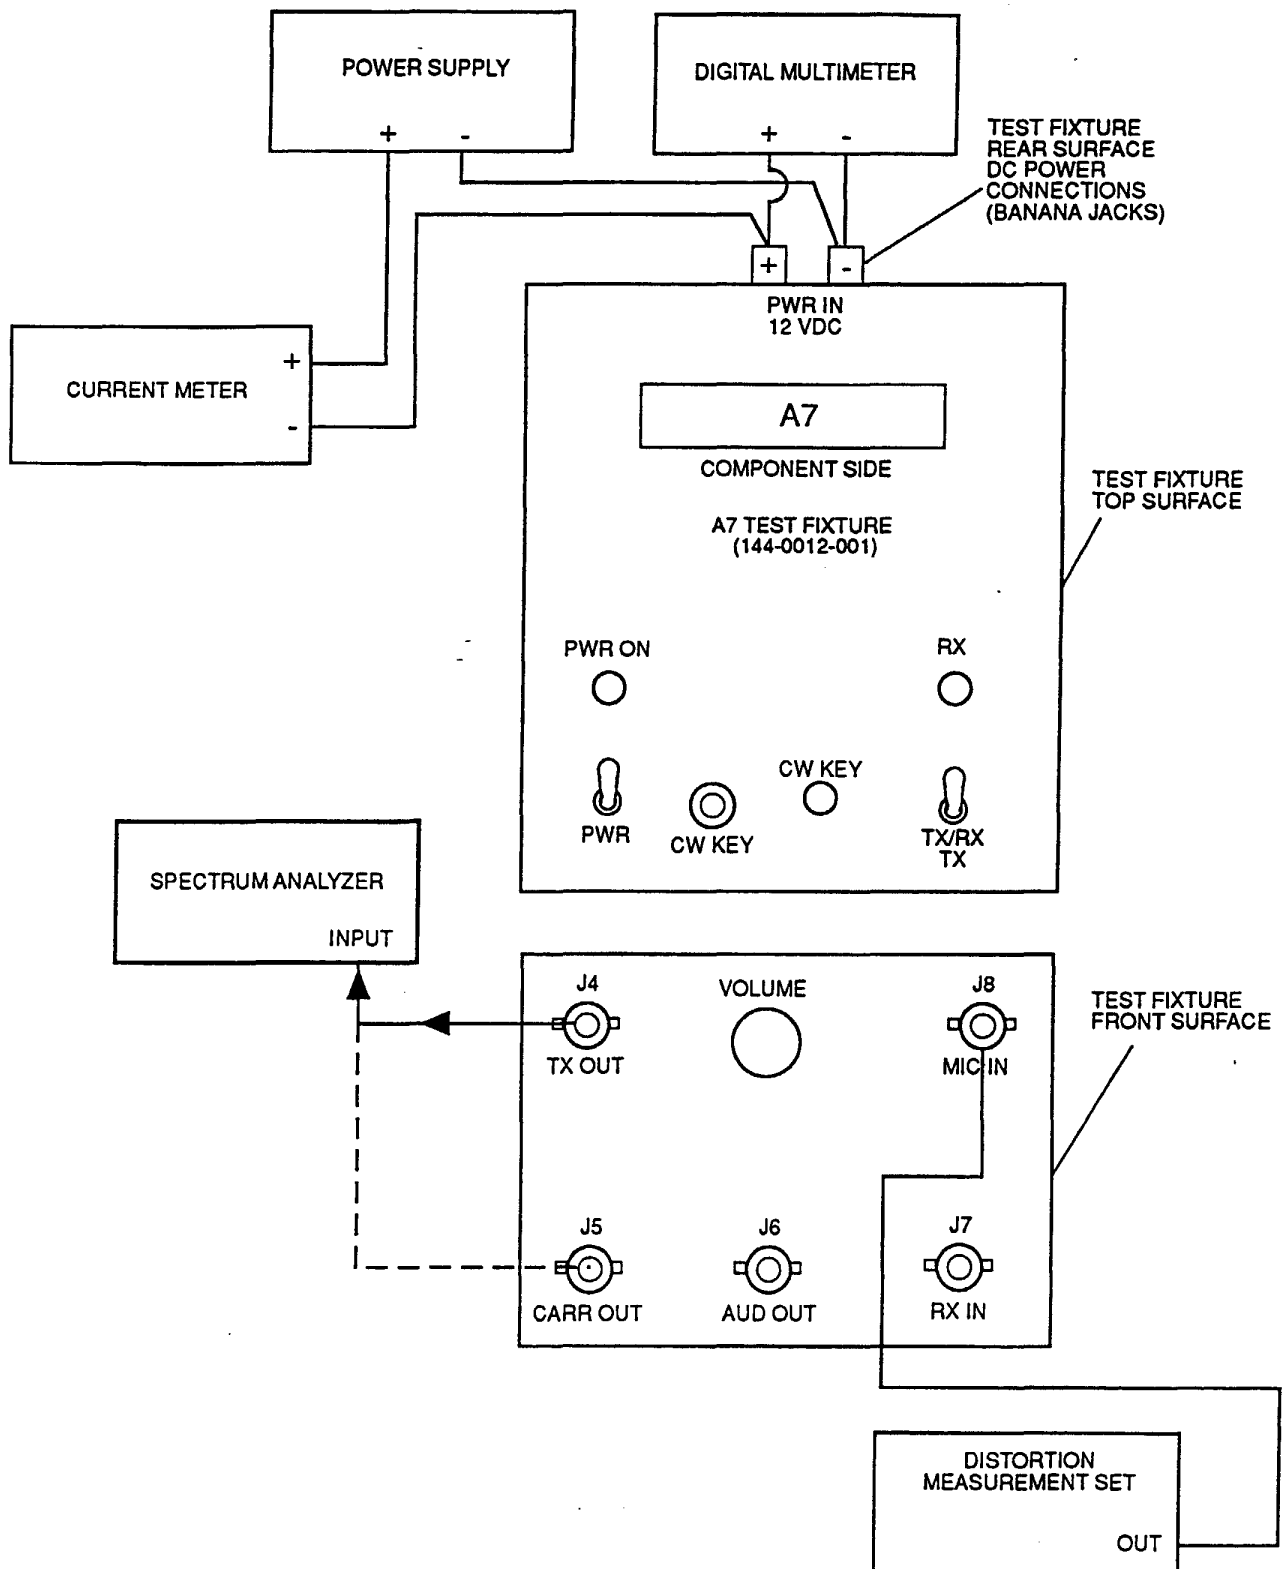 POWER SUPPLY
+ -
DIGITAL MULTIMETER
+ -
TEST FIXTURE
REAR SURFACE
DC POWER
CONNECTIONS
(BANANA JACKS)
+ -
PWR IN
12 VDC
CURRENT METER
+
-
A7
COMPONENT SIDE
A7 TEST FIXTURE
(144-0012-001)
TEST FIXTURE
TOP SURFACE
PWR ON
RX
CW KEY
PWR
CW KEY
TX/RX
TX
SPECTRUM ANALYZER
INPUT
J4
TX OUT
VOLUME
J8
MIC IN
TEST FIXTURE
FRONT SURFACE
J5
CARR OUT
J6
AUD OUT
J7
RX IN
DISTORTION
MEASUREMENT SET
OUT